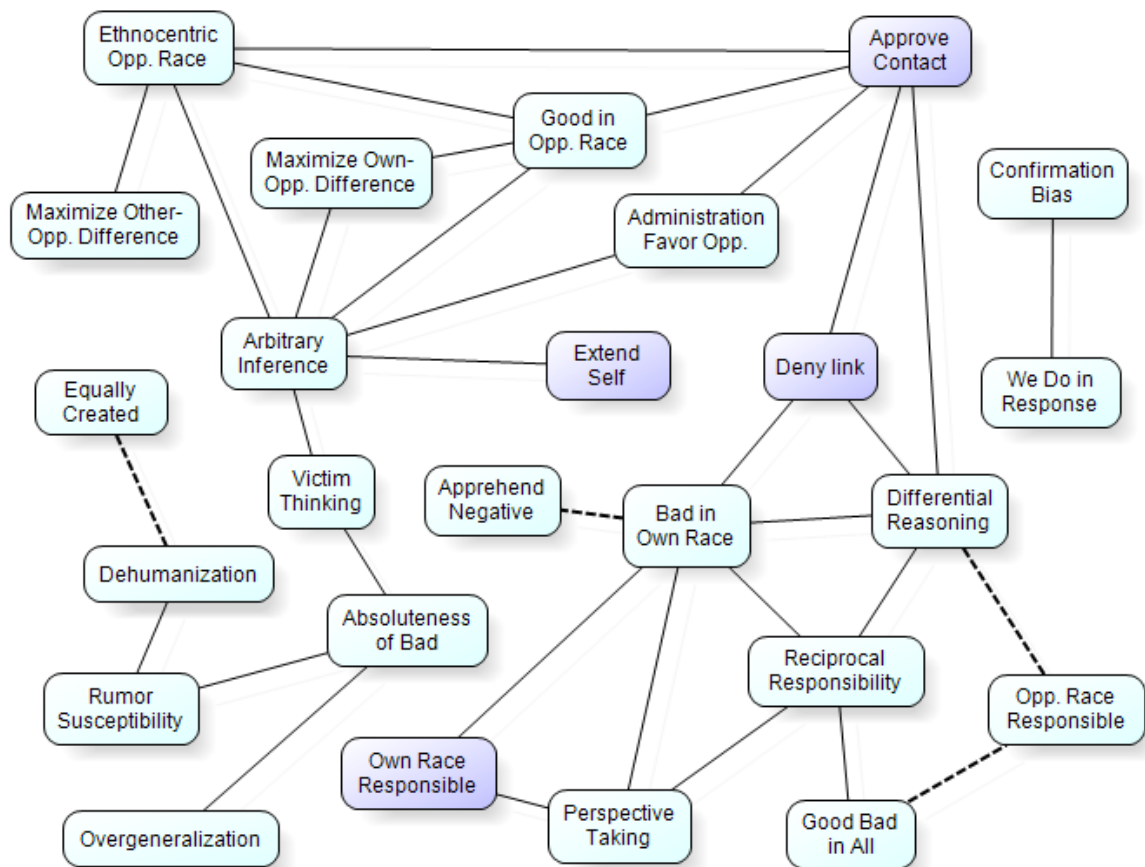 Ethnocentric
Opp. Race
Approve
Contact
Good in
Opp. Race
Maximize Own-
Opp. Difference
Confirmation
Bias
Maximize Other-
Opp. Difference
Administration
Favor Opp.
Arbitrary
Inference
Extend
Self
Deny link
Equally
Created
We Do in
Response
Victim
Thinking
Apprehend
Negative
Bad in
Own Race
Differential
Reasoning
Dehumanization
Absoluteness
of Bad
Reciprocal
Responsibility
Rumor
Susceptibility
Opp. Race
Responsible
Own Race
Responsible
Perspective
Taking
Good Bad
in All
Overgeneralization